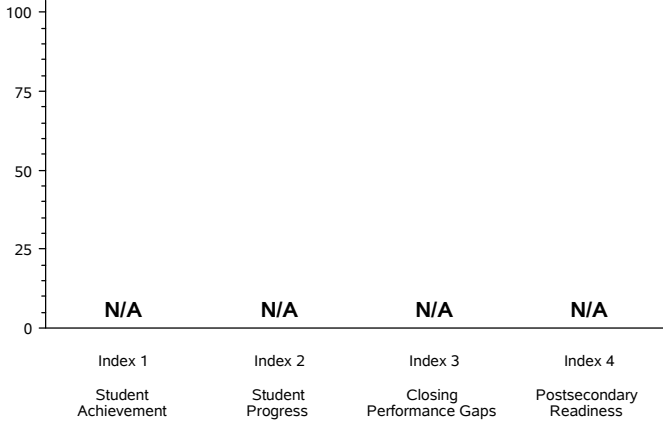 100
75
50
25
0
N/A N/A N/A N/A
Index 1 Index 2 Index 3 Index 4
Student Student Closing Postsecondary
Achievement Progress Performance Gaps Readiness